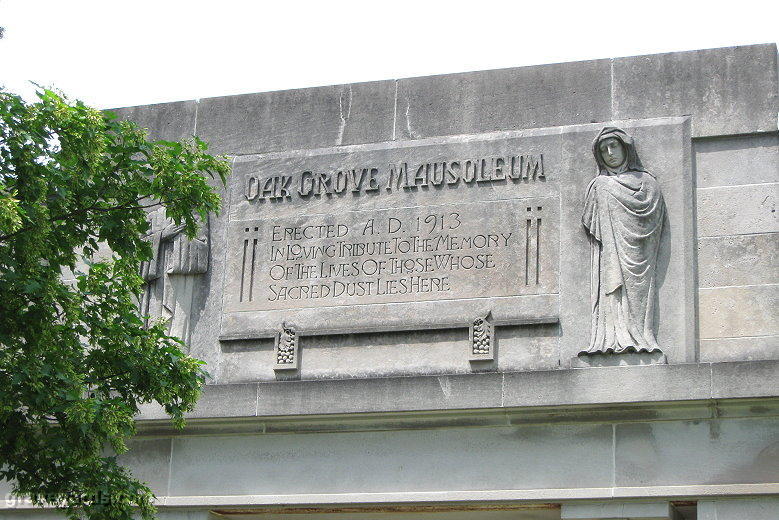 OAK GROVE MAUSOLEUM
ERECTED A.D. 1913
IN LOVING TRIBUTE TO THE MEMORY
OF THE LIVES OF THOSE WHOSE
SACRED DUST LIES HERE